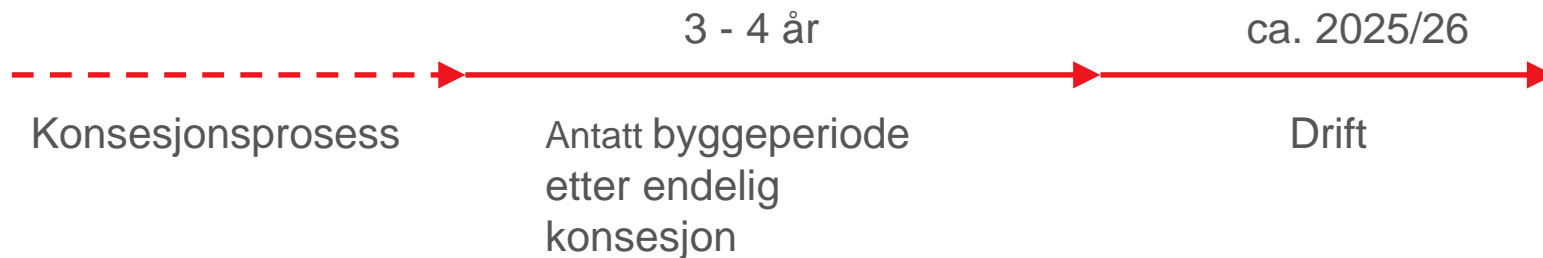 3 - 4 år
ca. 2025/26
Konsesjonsprosess
Antatt byggeperiode
etter endelig
konsesjon
Drift